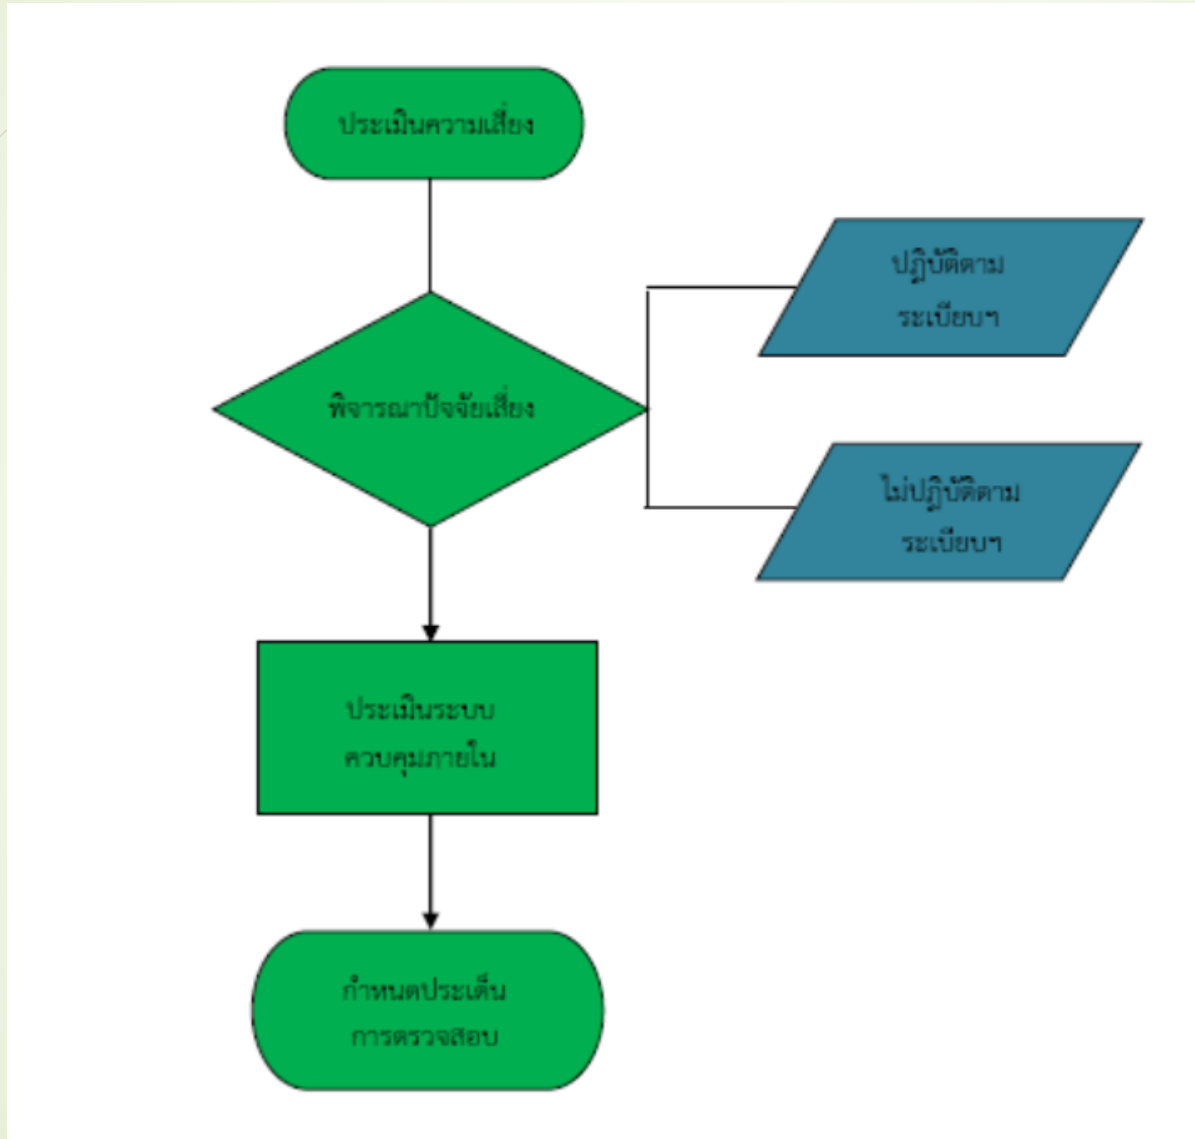 ประเมินความเสี่ยง
ปฏิบัติตาม
ระเบียบฯ
พิจารณาปัจจัยเสี่ยง
ไม่ปฏิบัติตาม
ระเบียบฯ
ประเมินระบบ
ควบคุมภายใน
กำหนดประเด็น
การตรวจสอบ